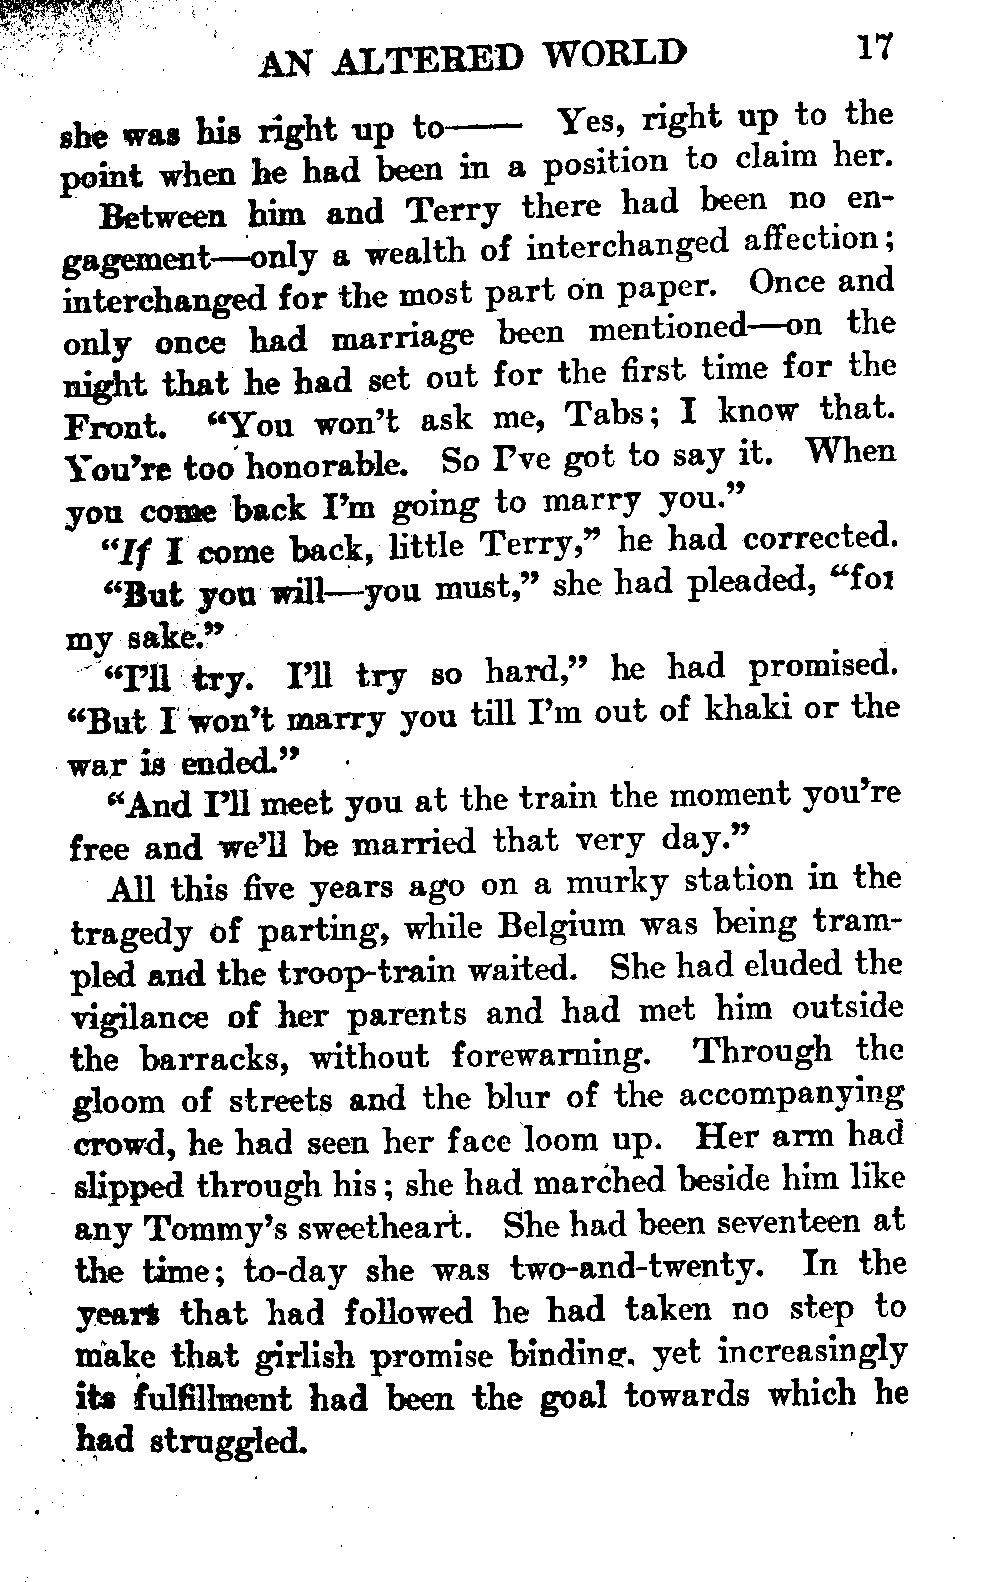 AN ALTERED WORLD 17
she was his right up to—— Yes, right up to the
point when he had been in a position to claim her.
Between him and Terry there had been no en-
gagement—only a wealth of interchanged affection;
interchanged for the most part on paper. Once and
only once had marriage been mentioned—on the
night that he had set out for the first time for the
Front. “You won’t ask me, Tabs; I know that.
You’re too honorable. So I’ve got to say it. When
you come back I’m going to marry you.”
“If I come back, little Terry,” he had corrected.
“But you will—you must,” she had pleaded, “for
my sake.”
“I’ll try. I’ll try so hard,” he had promised.
“But I won’t marry you till I’m out of khaki or the
war is ended.”
“And I’ll meet you at the train the moment you’re
free and we’ll be married that very day.”
All this five years ago on a murky station in the
tragedy of parting, while Belgium was being tram-
pled and the troop-train waited. She had eluded the
vigilance of her parents and had met him outside
the barracks, without forewarning. Through the
gloom of streets and the blur of the accompanying
crowd, he had seen her face loom up. Her arm had
slipped through his; she had marched beside him like
any Tommy’s sweetheart. She had been seventeen at
the time; to-day she was two-and-twenty. In the
years that had followed he had taken no step to
make that girlish promise binding, yet increasingly
its fulfillment had been the goal towards which he
had struggled.